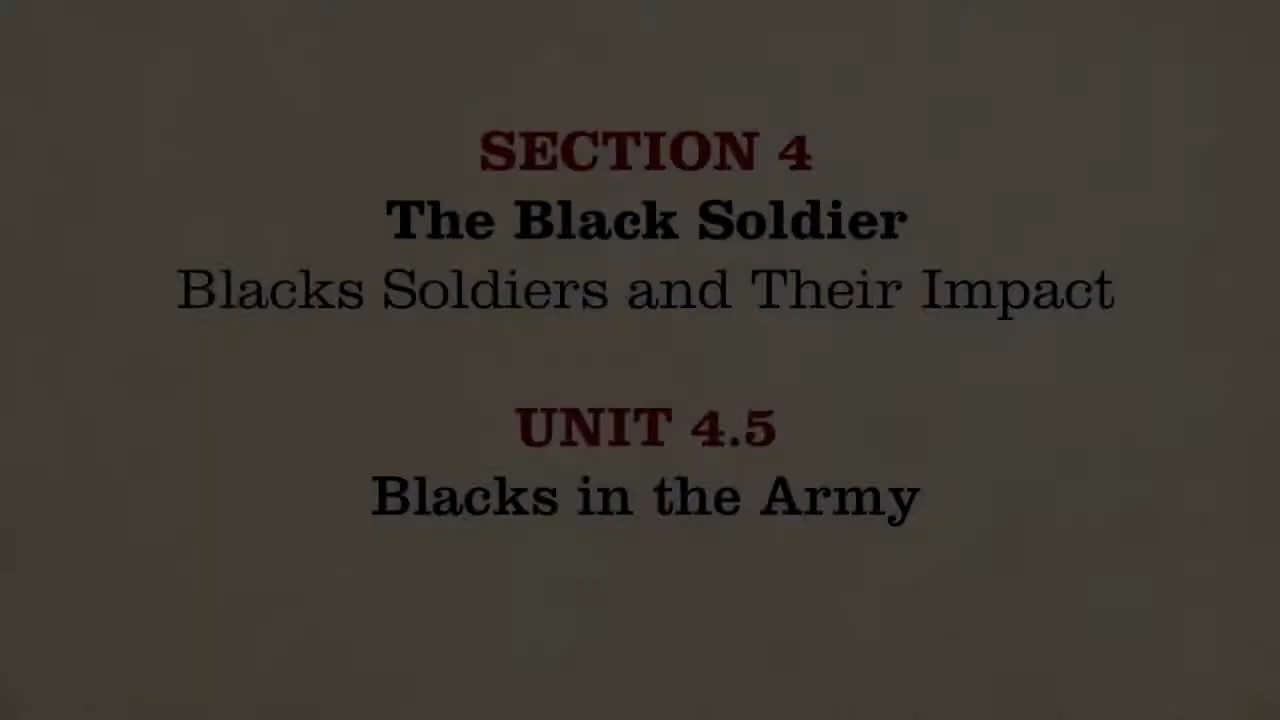 SECTION 4
The Black Soldier
Blacks Soldiers and Their Impact
UNIT 4.5
Blacks in the Army